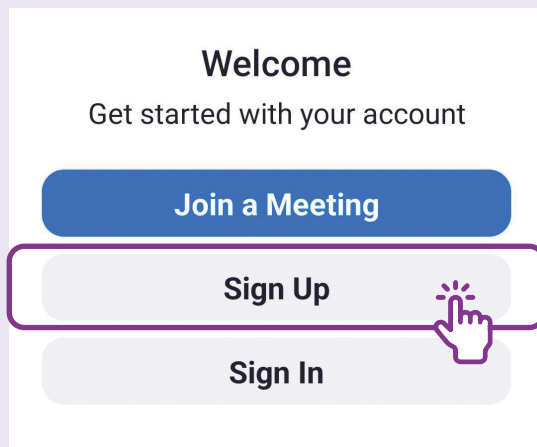 Welcome
Get started with your account
Join a Meeting
Sign Up
Sign In